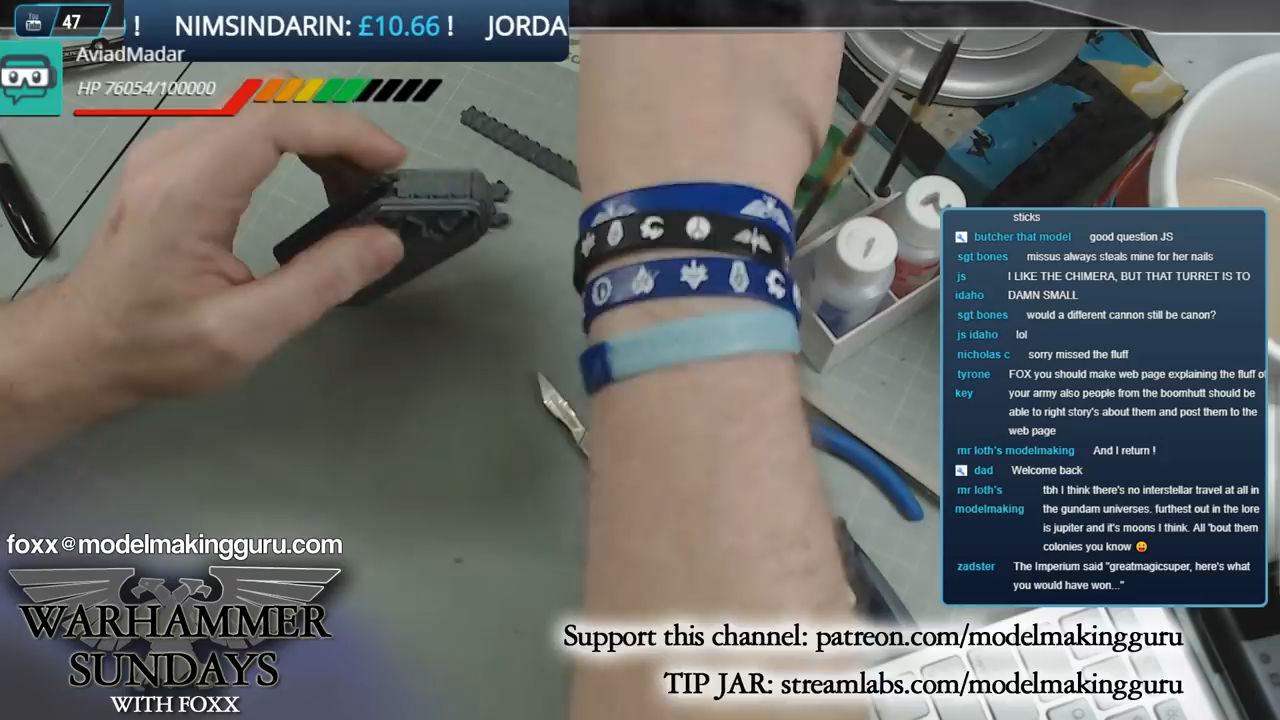 You
Tube
47
! NIMSINDARIN: £10.66 ! JORDA
AviadMadar
HP 76054/100000
sticks
butcher that model good question JS
sgt bones missus always steals mine for her nails
js idaho I LIKE THE CHIMERA, BUT THAT TURRET IS TO
DAMN SMALL
sgt bones would a different cannon still be canon?
js idaho lol
nicholas c sorry missed the fluff
tyrone key FOX you should make web page explaining the fluff of
your army also people from the boomhutt should be
able to right story's about them and post them to the
web page
mr loth's modelmaking And I return !
dad Welcome back
mr loth's modelmaking tbh I think there's no interstellar travel at all in
the gundam universes. furthest out in the lore
is jupiter and it's moons I think. All 'bout them
colonies you know 😛
zadster The Imperium said "greatmagicsuper, here's what
you would have won..."
foxx@modelmakingguru.com
WARHAMMER
SUNDAYS
WITH FOXX
Support this channel: patreon.com/modelmakingguru
TIP JAR: streamlabs.com/modelmakingguru